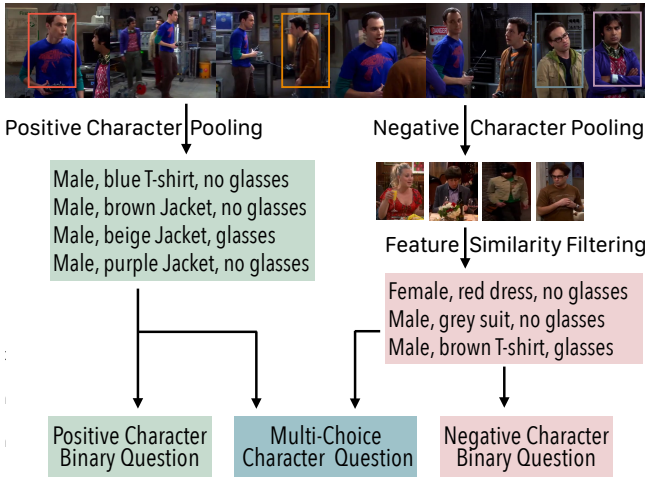 Positive Character Pooling
Negative Character Pooling
Male, blue T-shirt, no glasses
Male, brown Jacket, no glasses
Male, beige Jacket, glasses
Male, purple Jacket, no glasses
Feature Similarity Filtering
Female, red dress, no glasses
Male, grey suit, no glasses
Male, brown T-shirt, glasses
Positive Character
Binary Question
Multi-Choice
Character Question
Negative Character
Binary Question